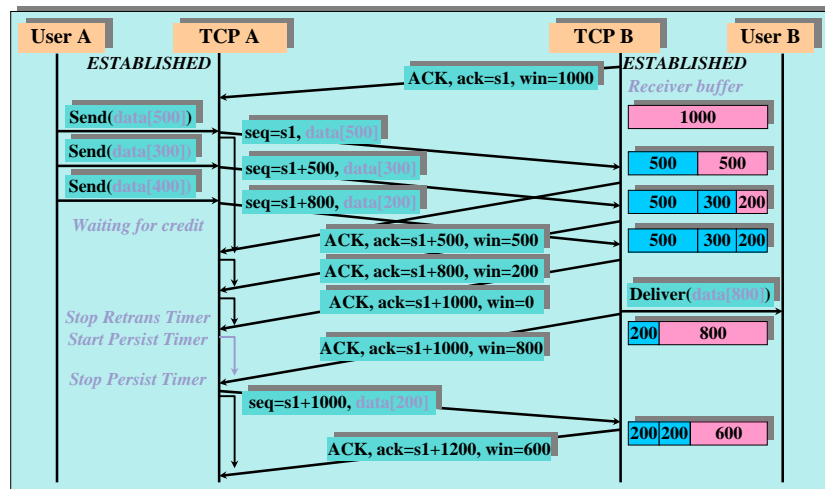 User A TCP A TCP B User B
ESTABLISHED ESTABLISHED
ACK, ack=s1, win=1000
Receiver buffer
Send(data[500]) 1000
seq=s1, data[500]
Send(data[300])
seq=s1+500, data[300] 500 500
Send(data[400])
seq=s1+800, data[200] 500 300 200
Waiting for credit
ACK, ack=s1+500, win=500 500 300 200
ACK, ack=s1+800, win=200
ACK, ack=s1+1000, win=0 Deliver(data[800])
Stop Retrans Timer
Start Persist Timer 200 800
ACK, ack=s1+1000, win=800
Stop Persist Timer
seq=s1+1000, data[200]
200 200 600
ACK, ack=s1+1200, win=600